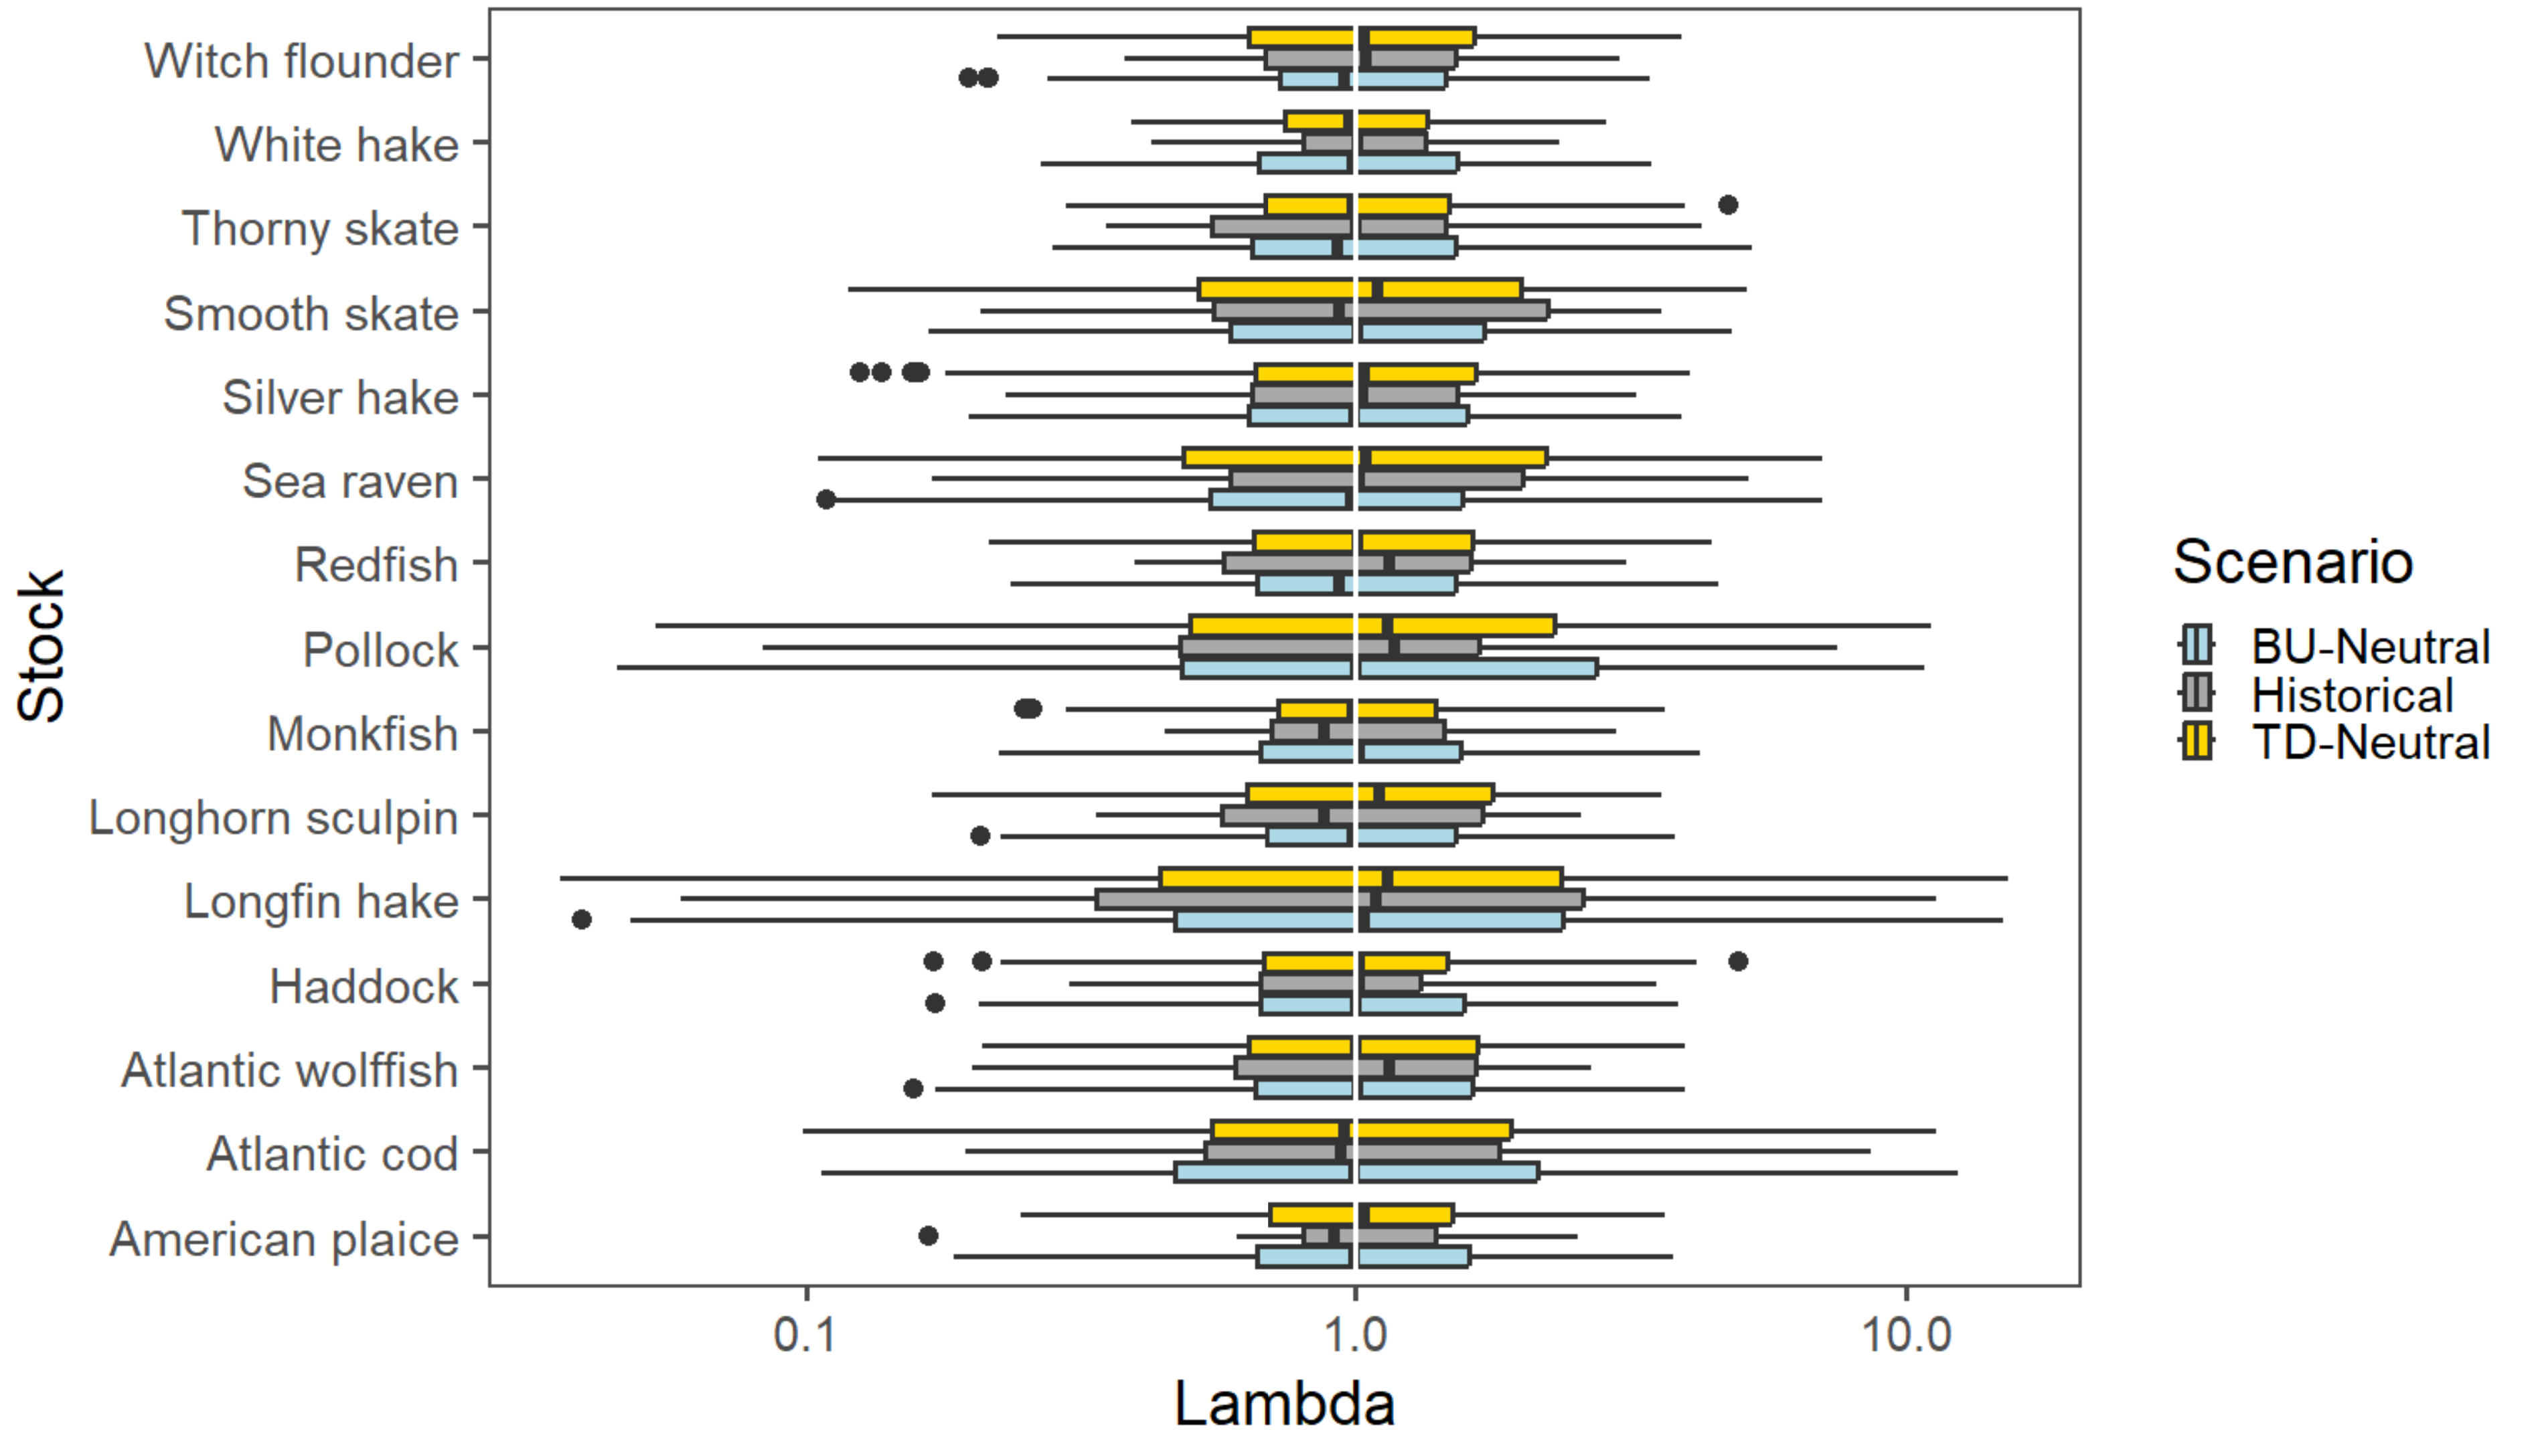 Stock
Witch flounder
White hake
Thorny skate
Smooth skate
Silver hake
Sea raven
Redfish
Pollock
Monkfish
Longhorn sculpin
Longfin hake
Haddock
Atlantic wolffish
Atlantic cod
American plaice
0.1 1.0 10.0
Lambda
Scenario
BU-Neutral
Historical
TD-Neutral